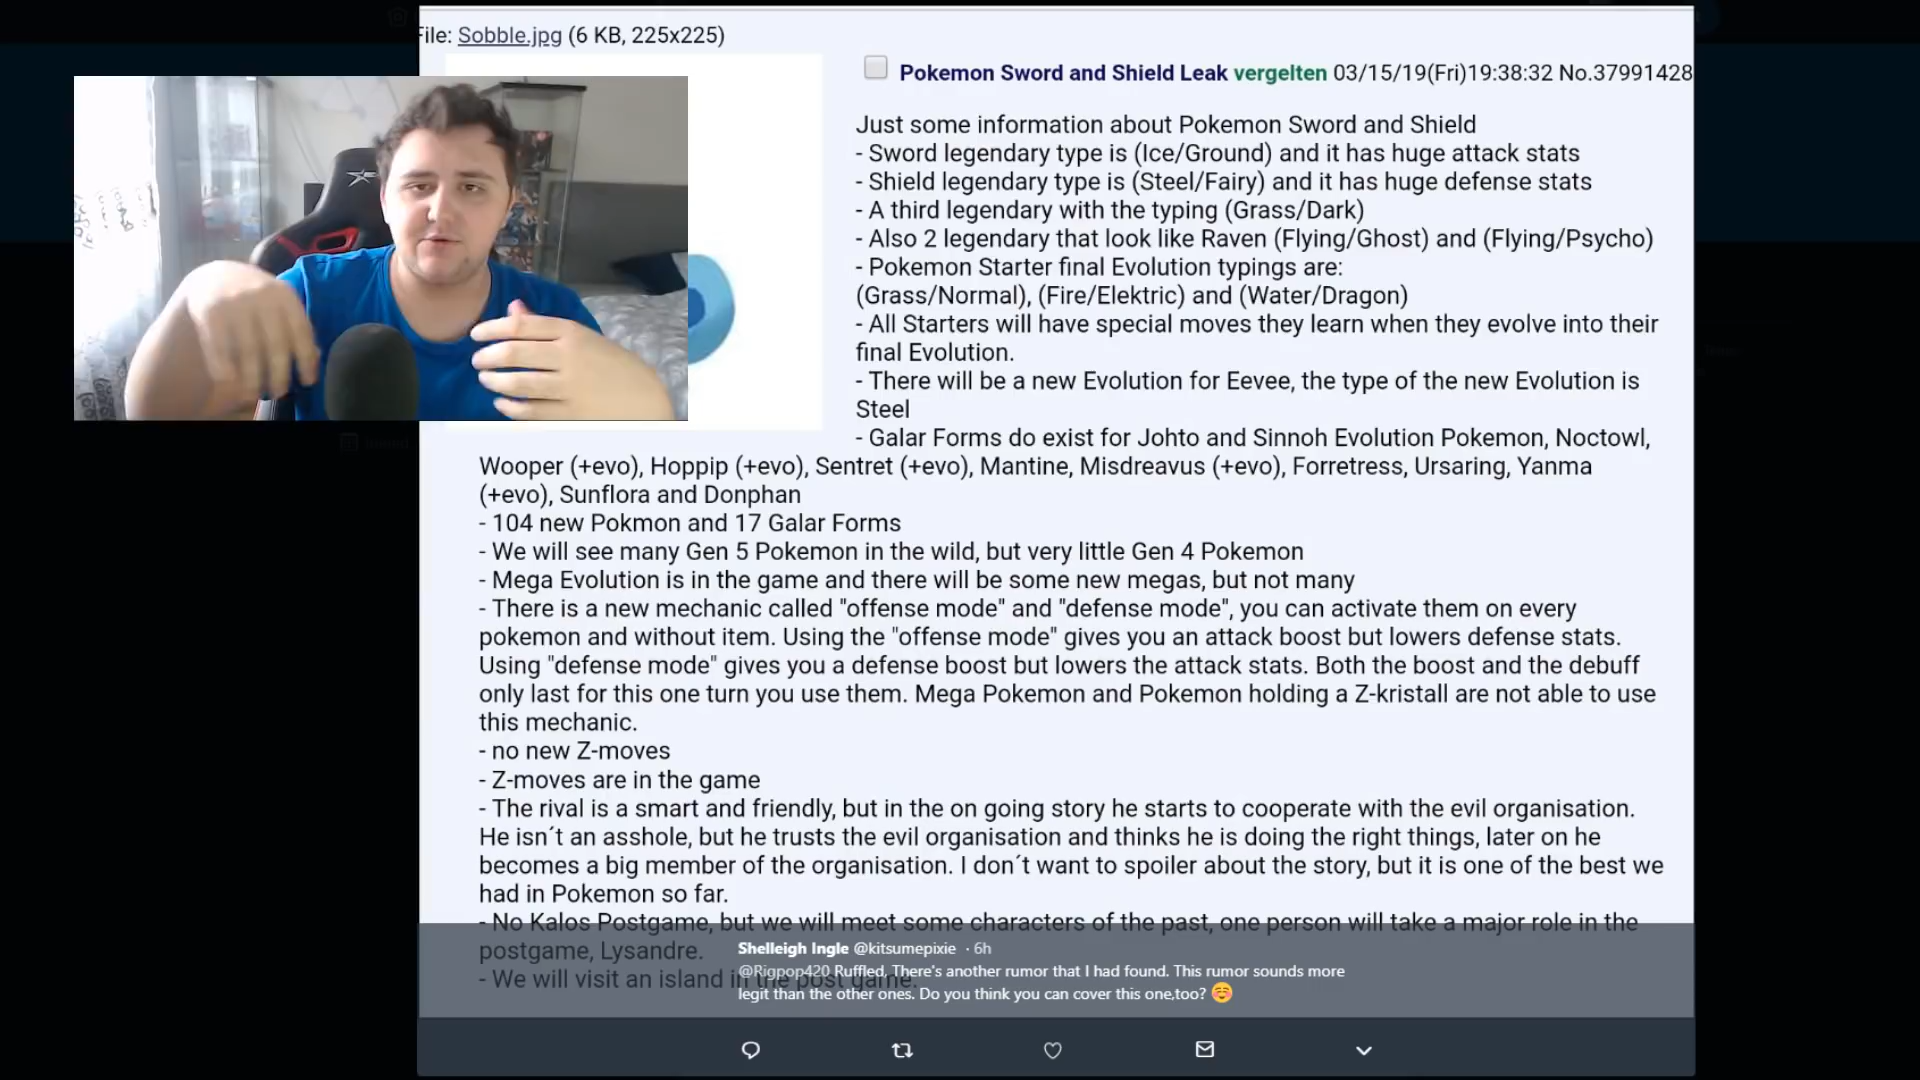 File: Sobble.jpg (6 KB, 225x225)
Pokemon Sword and Shield Leak vergelten 03/15/19(Fri)19:38:32 No.37991428
Just some information about Pokemon Sword and Shield
- Sword legendary type is (Ice/Ground) and it has huge attack stats
- Shield legendary type is (Steel/Fairy) and it has huge defense stats
- A third legendary with the typing (Grass/Dark)
- Also 2 legendary that look like Raven (Flying/Ghost) and (Flying/Psycho)
- Pokemon Starter final Evolution typings are:
(Grass/Normal), (Fire/Elektric) and (Water/Dragon)
- All Starters will have special moves they learn when they evolve into their
final Evolution.
- There will be a new Evolution for Eevee, the type of the new Evolution is
Steel
- Galar Forms do exist for Johto and Sinnoh Evolution Pokemon, Noctowl,
Wooper (+evo), Hoppip (+evo), Sentret (+evo), Mantine, Misdreavus (+evo), Forretress, Ursaring, Yanma
(+evo), Sunflora and Donphan
- 104 new Pokmon and 17 Galar Forms
- We will see many Gen 5 Pokemon in the wild, but very little Gen 4 Pokemon
- Mega Evolution is in the game and there will be some new megas, but not many
- There is a new mechanic called "offense mode" and "defense mode", you can activate them on every
pokemon and without item. Using the "offense mode" gives you an attack boost but lowers defense stats.
Using "defense mode" gives you a defense boost but lowers the attack stats. Both the boost and the debuff
only last for this one turn you use them. Mega Pokemon and Pokemon holding a Z-kristall are not able to use
this mechanic.
- no new Z-moves
- Z-moves are in the game
- The rival is a smart and friendly, but in the on going story he starts to cooperate with the evil organisation.
He isn´t an asshole, but he trusts the evil organisation and thinks he is doing the right things, later on he
becomes a big member of the organisation. I don´t want to spoiler about the story, but it is one of the best we
had in Pokemon so far.
- No Kalos Postgame, but we will meet some characters of the past, one person will take a major role in the
postgame, Lysandre.
- We will visit an island in the post game.
Shelleigh Ingle @kitsumepixie · 6h
@Rigpop420 Ruffled, There's another rumor that I had found. This rumor sounds more
legit than the other ones. Do you think you can cover this one,too? ☺️